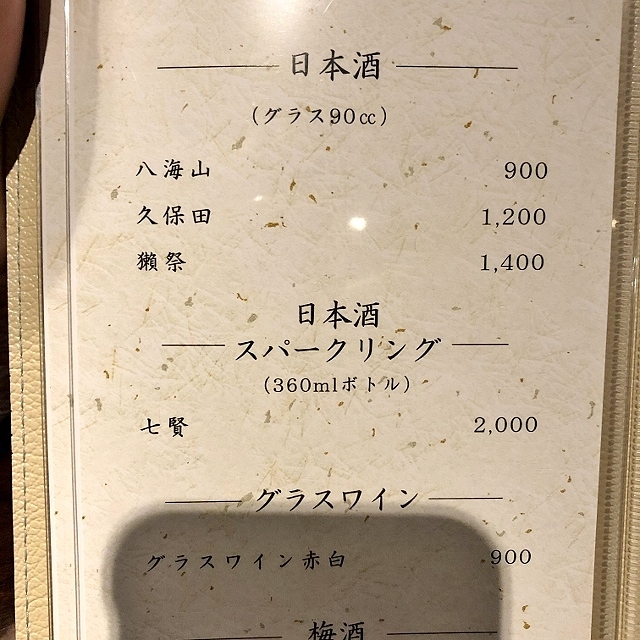 日本酒
(グラス90㏄)
八海山 900
久保田 1,200
獺祭 1,400
日本酒
スパークリング
(360mlボトル)
七賢 2,000
グラスワイン
グラスワイン赤白 900
梅酒